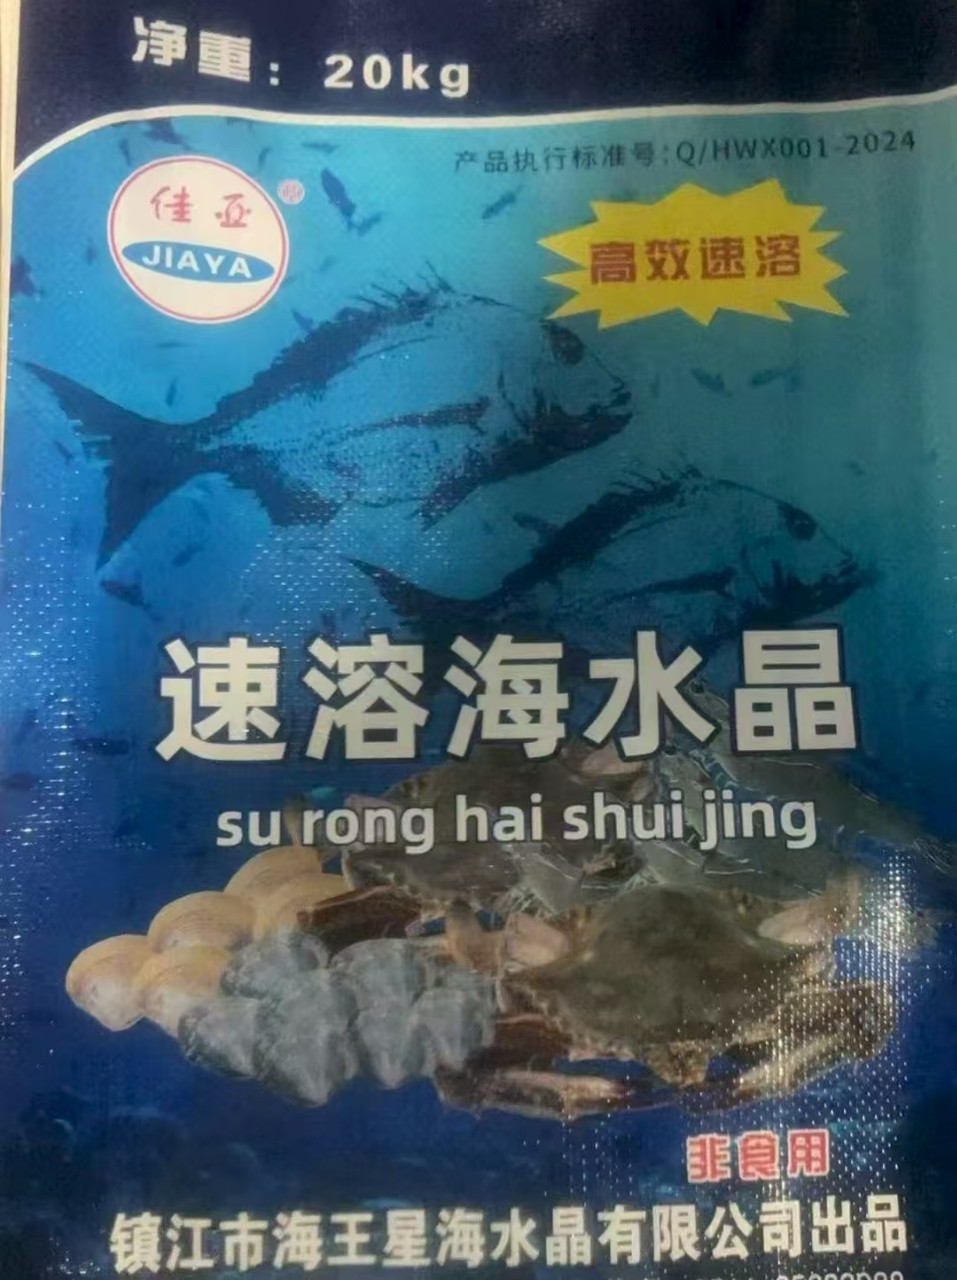 净重：20kg
产品执行标准号:Q/HWX001-2024
佳亚
JIAYA
高效速溶
速溶海水晶
su rong hai shui jing
非食用
镇江市海王星海水晶有限公司出品